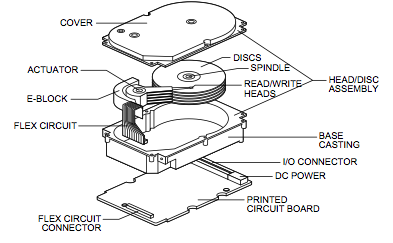 COVER
DISCS
SPINDLE
ACTUATOR
READ/WRITE
HEADS
HEAD/DISC
ASSEMBLY
E-BLOCK
FLEX CIRCUIT
BASE
CASTING
I/O CONNECTOR
DC POWER
PRINTED
CIRCUIT BOARD
FLEX CIRCUIT
CONNECTOR